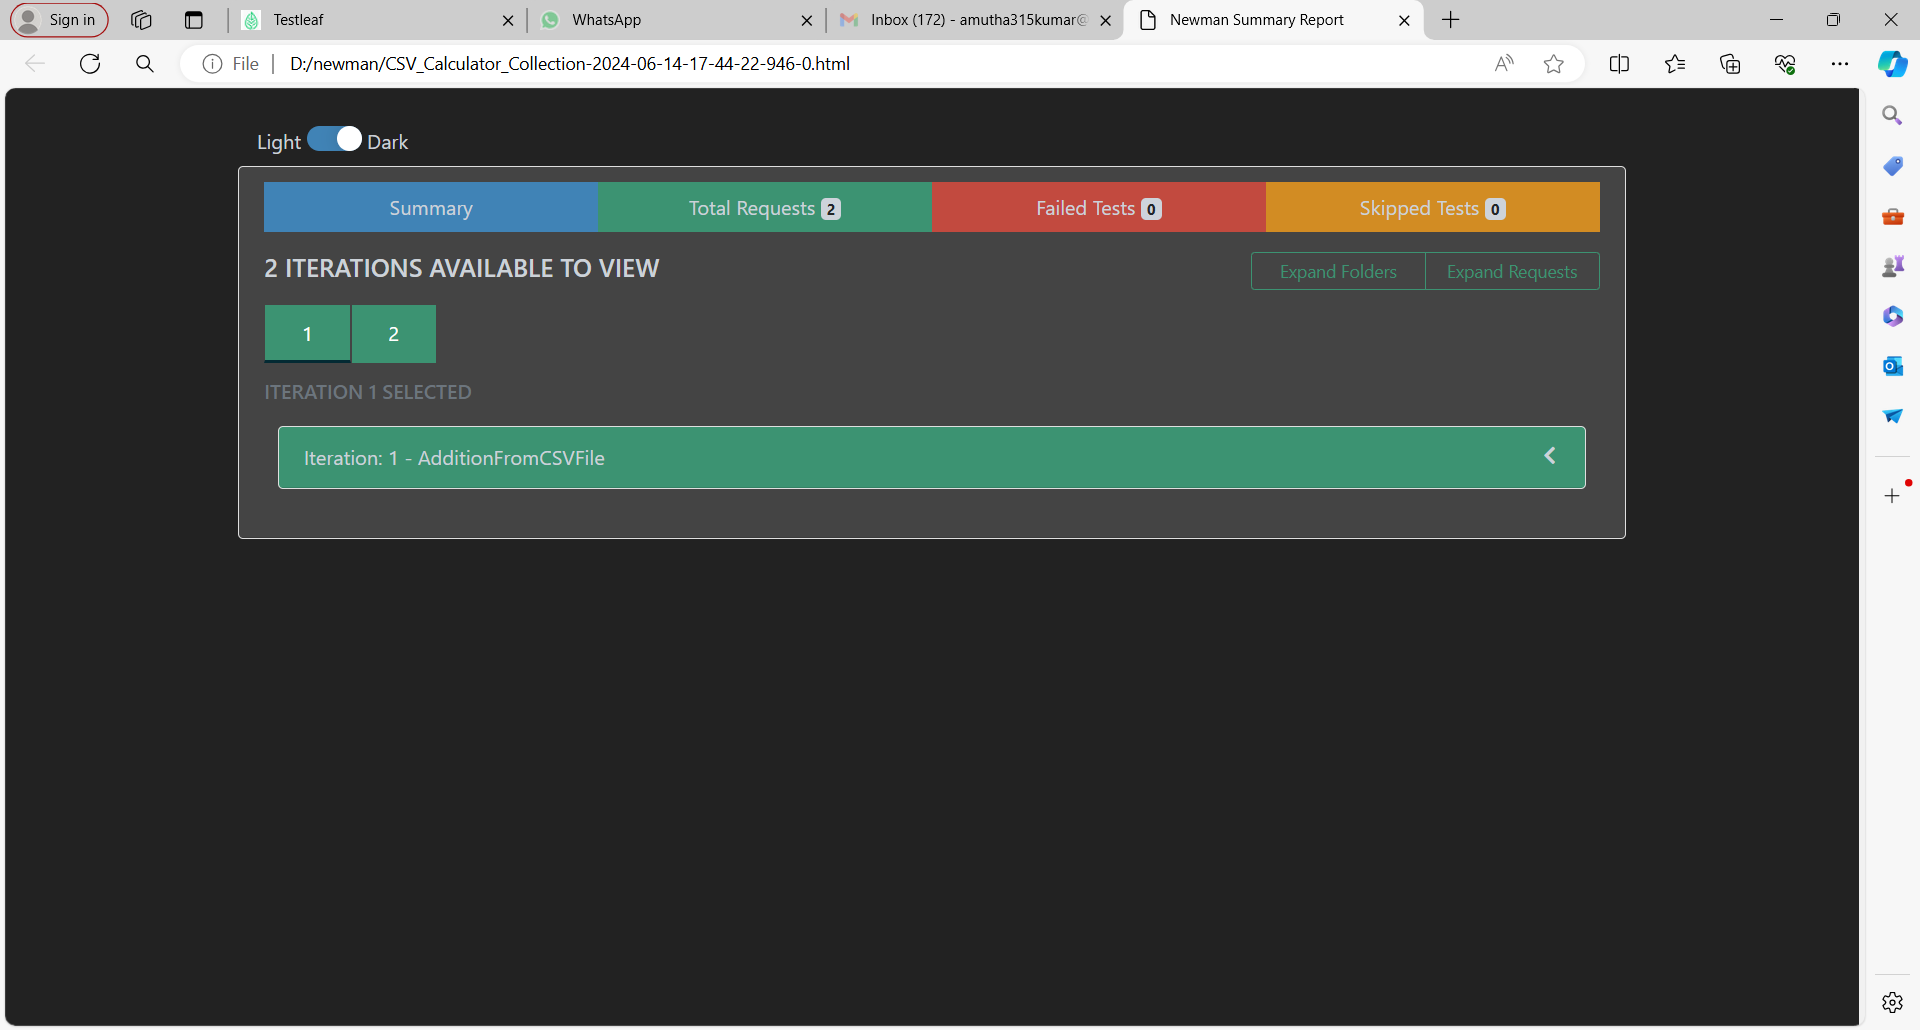 Sign in
Testleaf
WhatsApp
Inbox (172) - amutha315kumar@
Newman Summary Report
File
D:/newman/CSV_Calculator_Collection-2024-06-14-17-44-22-946-0.html
Light
Dark
Summary
Total Requests 2
Failed Tests 0
Skipped Tests 0
2 ITERATIONS AVAILABLE TO VIEW
Expand Folders
Expand Requests
1
2
ITERATION 1 SELECTED
Iteration: 1 - AdditionFromCSVFile